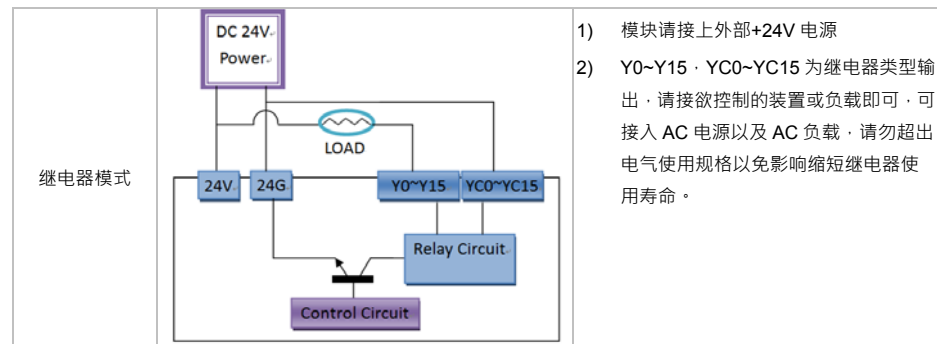 继电器模式
DC 24V
Power
LOAD
24V
24G
Y0~Y15
YC0~YC15
Relay Circuit
Control Circuit
1) 模块请接上外部+24V 电源
2) Y0~Y15，YC0~YC15 为继电器类型输
出，请接欲控制的装置或负载即可，可
接入 AC 电源以及 AC 负载，请勿超出
电气使用规格以免影响缩短继电器使
用寿命。